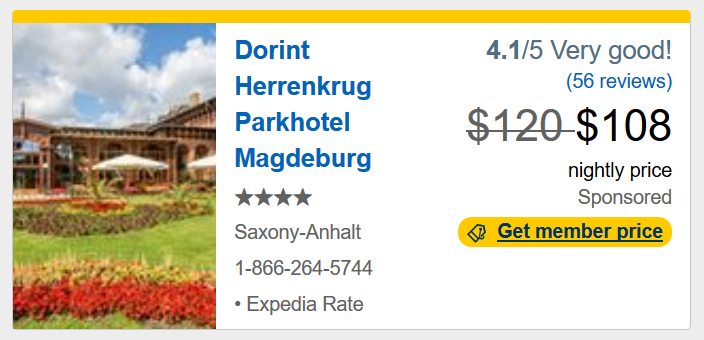 Dorint
Herrenkrug
Parkhotel
Magdeburg
Saxony-Anhalt
1-866-264-5744
• Expedia Rate
4.1/5 Very good!
(56 reviews)
$120 $108
nightly price
Sponsored
Get member price